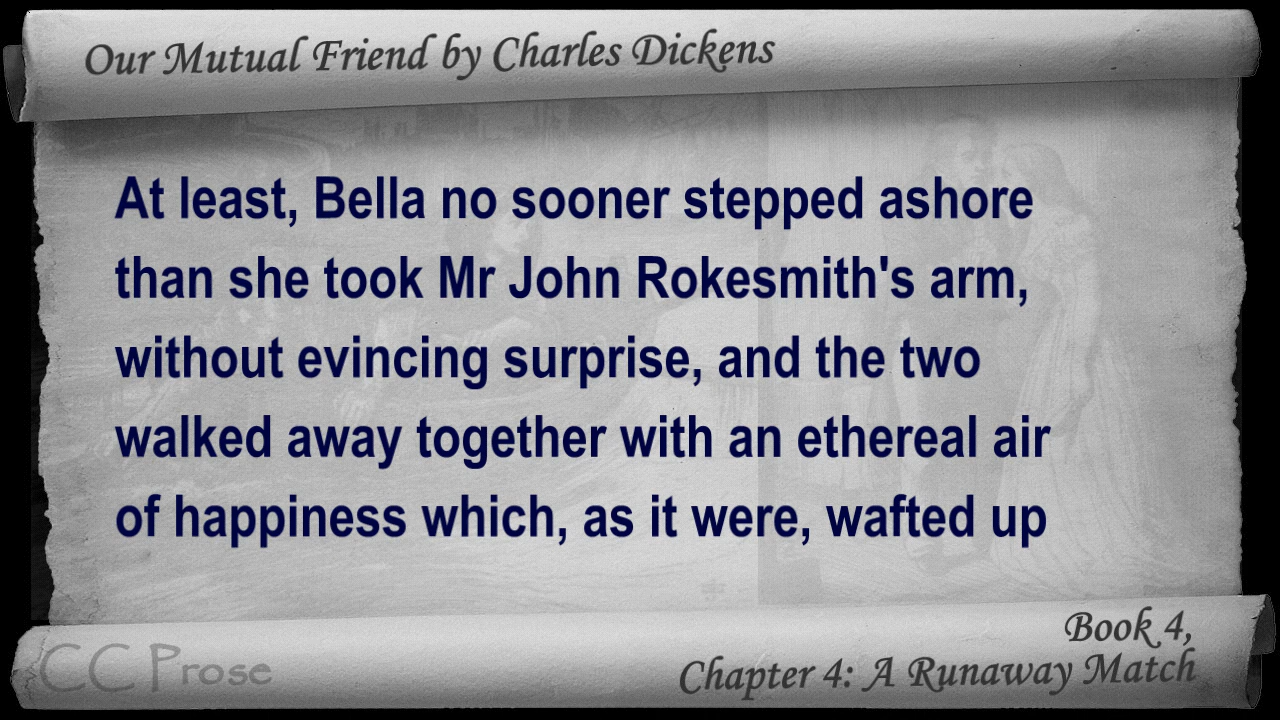 Our Mutual Friend by Charles Dickens
At least, Bella no sooner stepped ashore
than she took Mr John Rokesmith's arm,
without evincing surprise, and the two
walked away together with an ethereal air
of happiness which, as it were, wafted up
Book 4,
Chapter 4: A Runaway Match
CC Prose